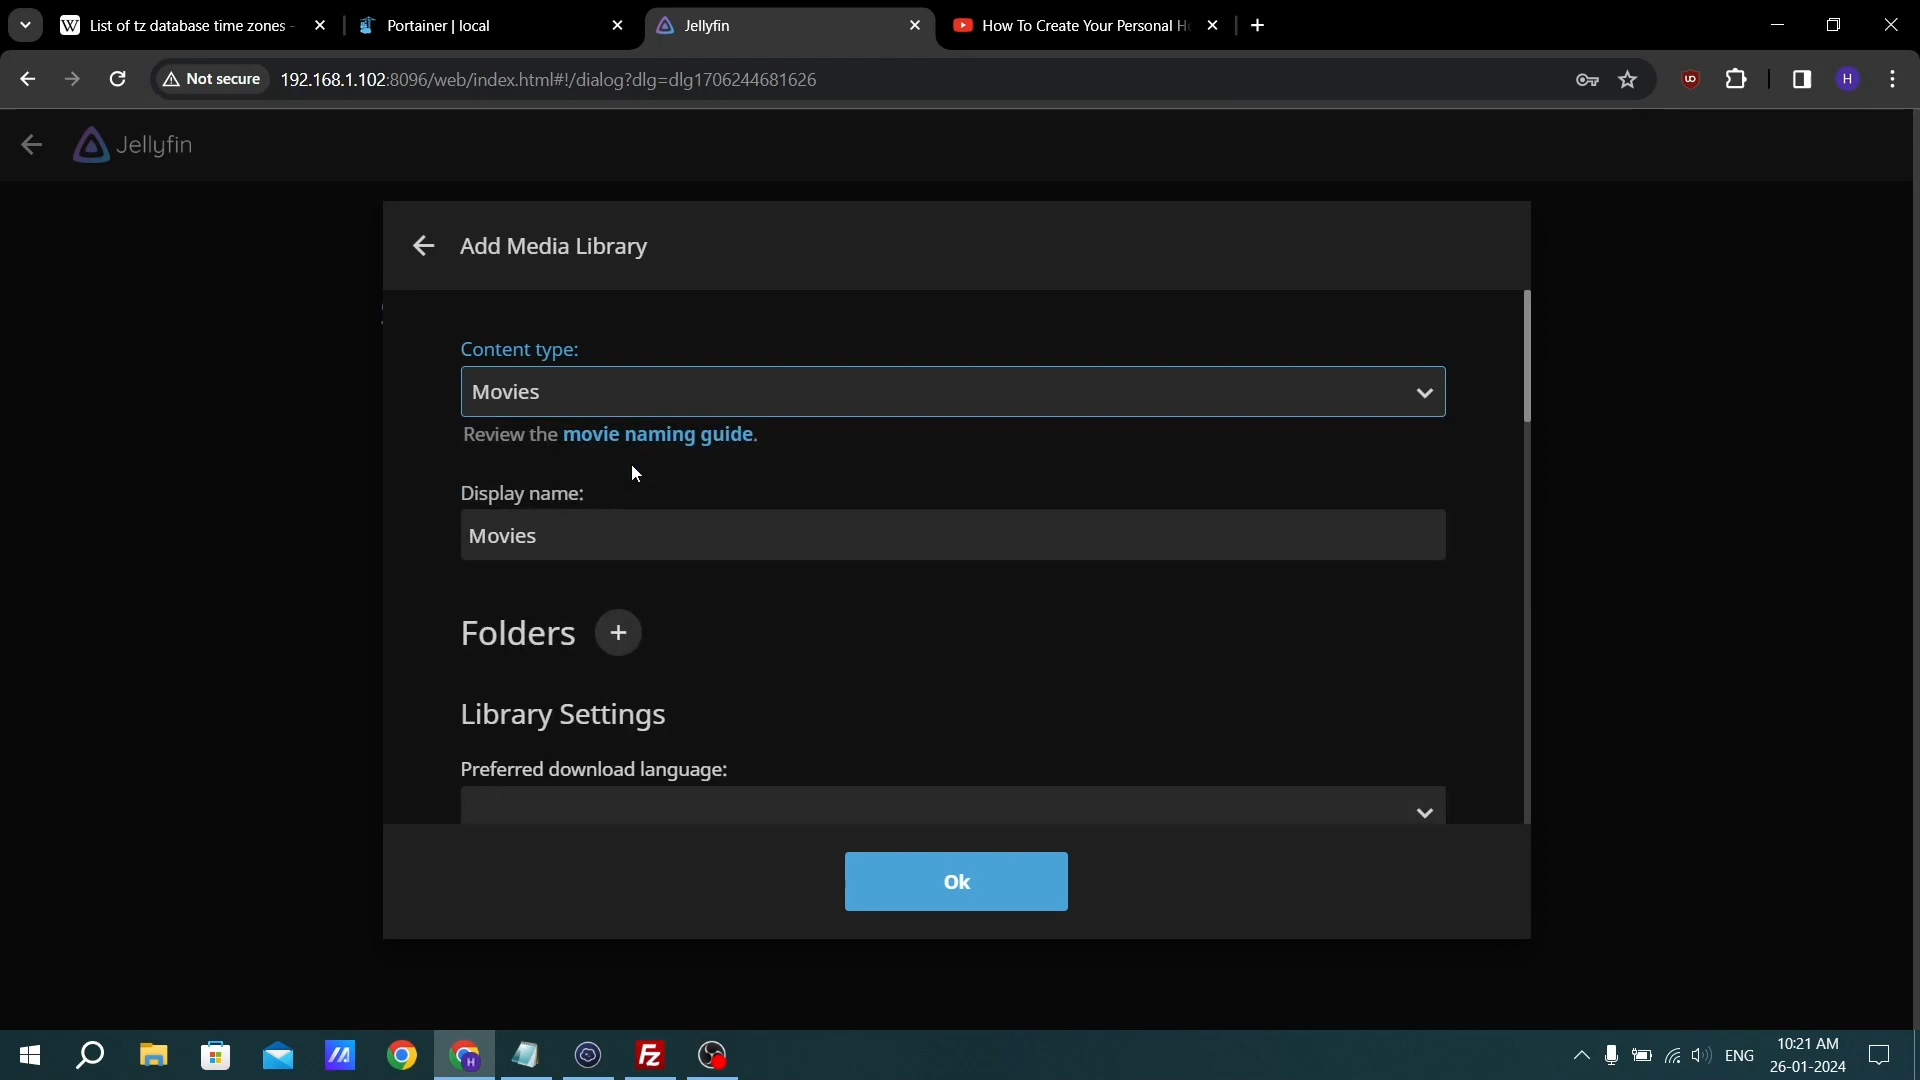 List of tz database time zones -
Portainer | local
Jellyfin
How To Create Your Personal H
Not secure
192.168.1.102:8096/web/index.html#!/dialog?dlg=dlg1706244681626
H
Jellyfin
Add Media Library
Content type:
Movies
Review the movie naming guide.
Display name:
Movies
Folders +
Library Settings
Preferred download language:
Ok
ENG
10:21 AM
26-01-2024